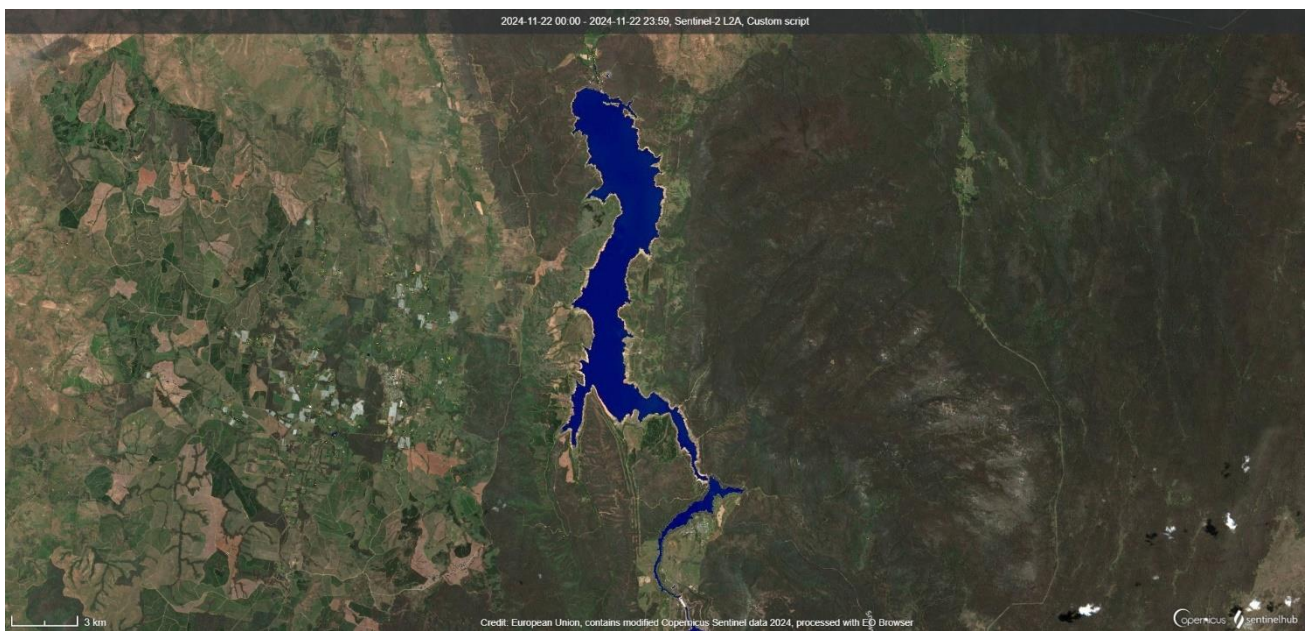 2024-11-22 00:00 - 2024-11-22 23:59, Sentinel-2 L2A, Custom script
3 km
Credit: European Union, contains modified Copernicus Sentinel data 2024, processed with EO Browser
opernicus sentinelhub